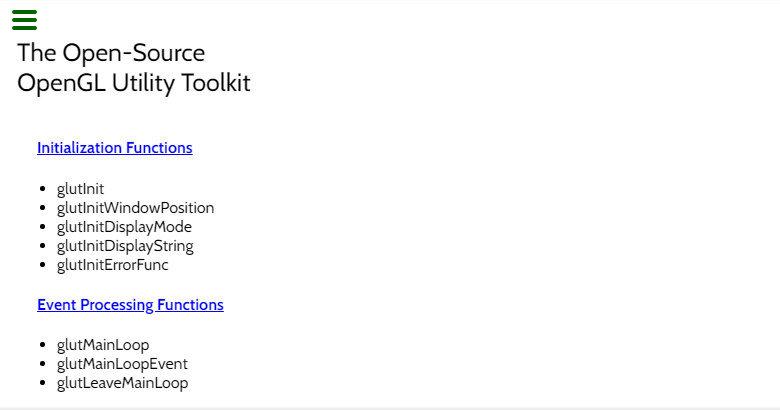 The Open-Source
OpenGL Utility Toolkit
Initialization Functions
glutInit
glutInitWindowPosition
glutInitDisplayMode
glutInitDisplayString
glutInitErrorFunc
Event Processing Functions
glutMainLoop
glutMainLoopEvent
glutLeaveMainLoop